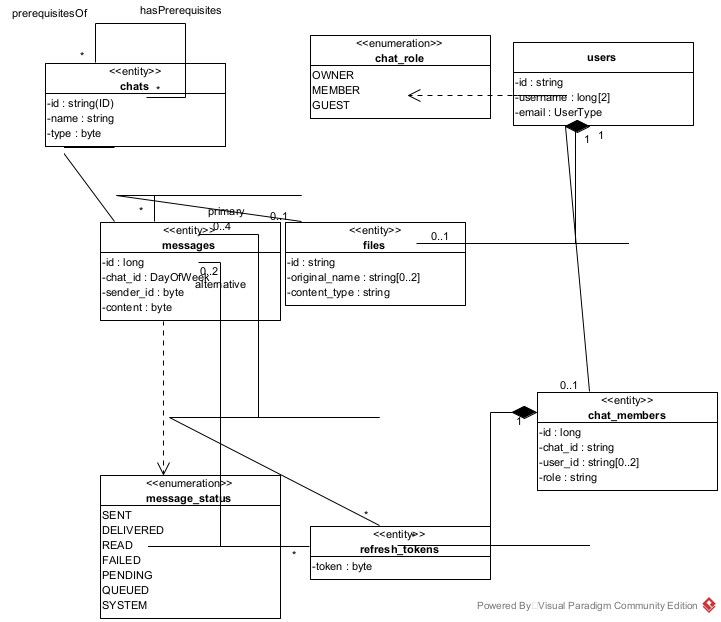 prerequisitesOf
hasPrerequisites
*
<<entity>>
chats
*
-id : string(ID)
-name : string
-type : byte
<<enumeration>>
chat_role
OWNER
MEMBER
GUEST
users
-id : string
-username : long[2]
-email : UserType
1
1
*
primary
0..1
0..4
<<entity>>
messages
-id : long
-chat_id : DayOfWeek
-sender_id : byte
-content : byte
0..2
alternative
<<entity>>
files
-id : string
-original_name : string[0..2]
-content_type : string
0..1
0..1
<<entity>>
chat_members
1
-id : long
-chat_id : string
-user_id : string[0..2]
-role : string
<<enumeration>>
message_status
SENT
DELIVERED
READ
FAILED
PENDING
QUEUED
SYSTEM
*
*
<<entity>>
*
refresh_tokens
-token : byte
Powered By Visual Paradigm Community Edition